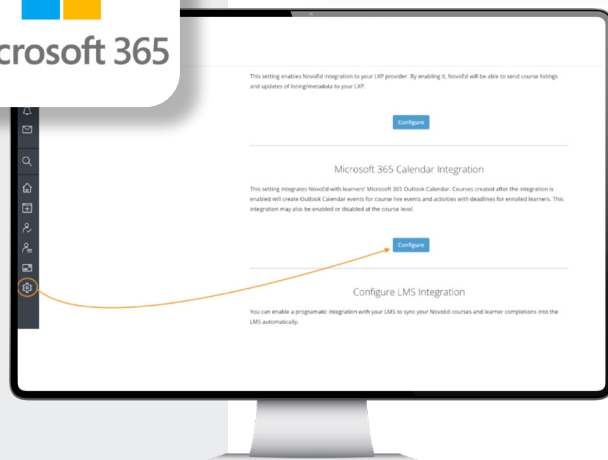 crosoft 365
This setting enables NovoEd integration to your LXP provider. By enabling it, NovoEd will be able to send course listings
and updates of listing/metadata to your LXP.
Configure
Microsoft 365 Calendar Integration
This setting integrates NovoEd with learners' Microsoft 365 Outlook Calendar. Courses created after the integration is
enabled will create Outlook Calendar events for course live events and activities with deadlines for enrolled learners. This
integration may also be enabled or disabled at the course level.
Configure
Configure LMS Integration
You can enable a programatic integration with your LMS to sync your NovoEd courses and learner completions into the
LMS automatically.